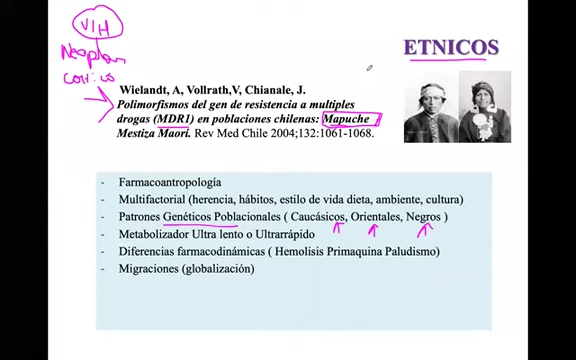 VIH
ETNICOS
Neoplas
Wielandt, A, Vollrath,V, Chianale, J.
Polimorfismos del gen de resistencia a multiples
drogas (MDR1) en poblaciones chilenas: Mapuche
Mestiza Maori. Rev Med Chile 2004;132:1061-1068.
- Farmacoantropología
- Multifactorial (herencia, hábitos, estilo de vida dieta, ambiente, cultura)
- Patrones Genéticos Poblacionales ( Caucásicos, Orientales, Negros )
- Metabolizador Ultra lento o Ultrarrápido
- Diferencias farmacodinámicas ( Hemolisis Primaquina Paludismo)
- Migraciones (globalización)